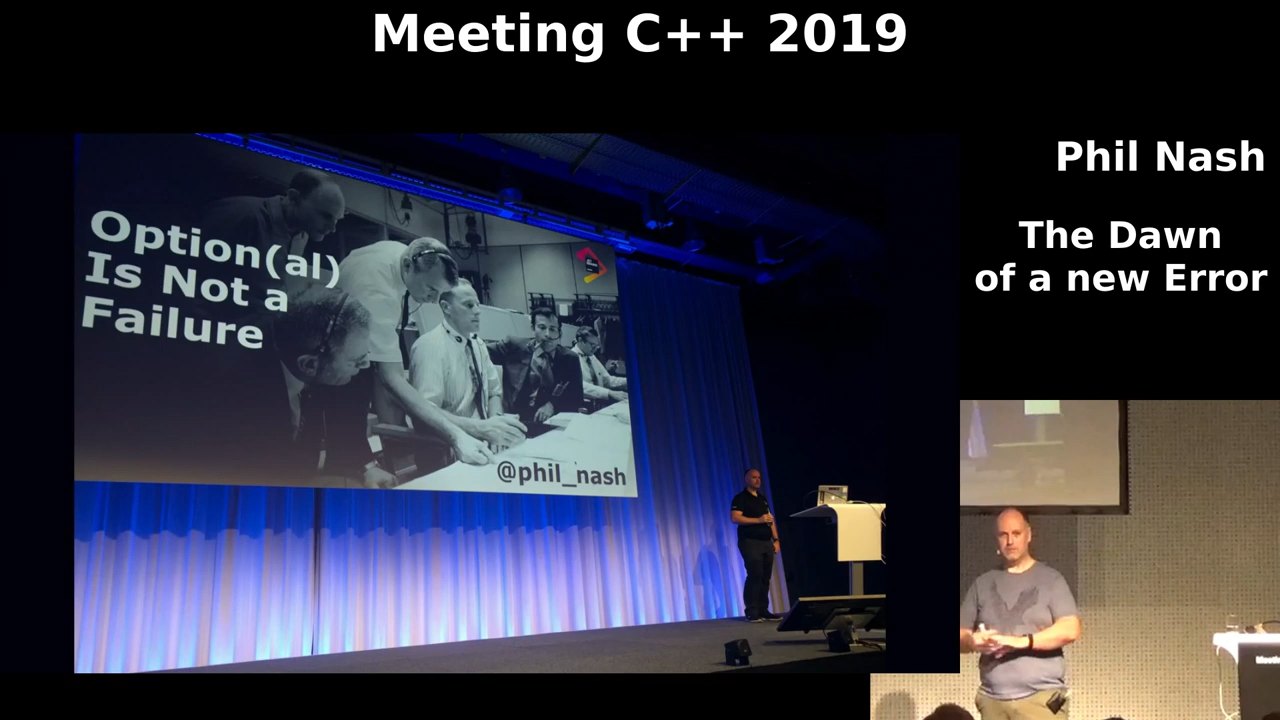 Meeting C++ 2019
Phil Nash
The Dawn
of a new Error
Option(al)
Is Not a
Failure
@phil_nash